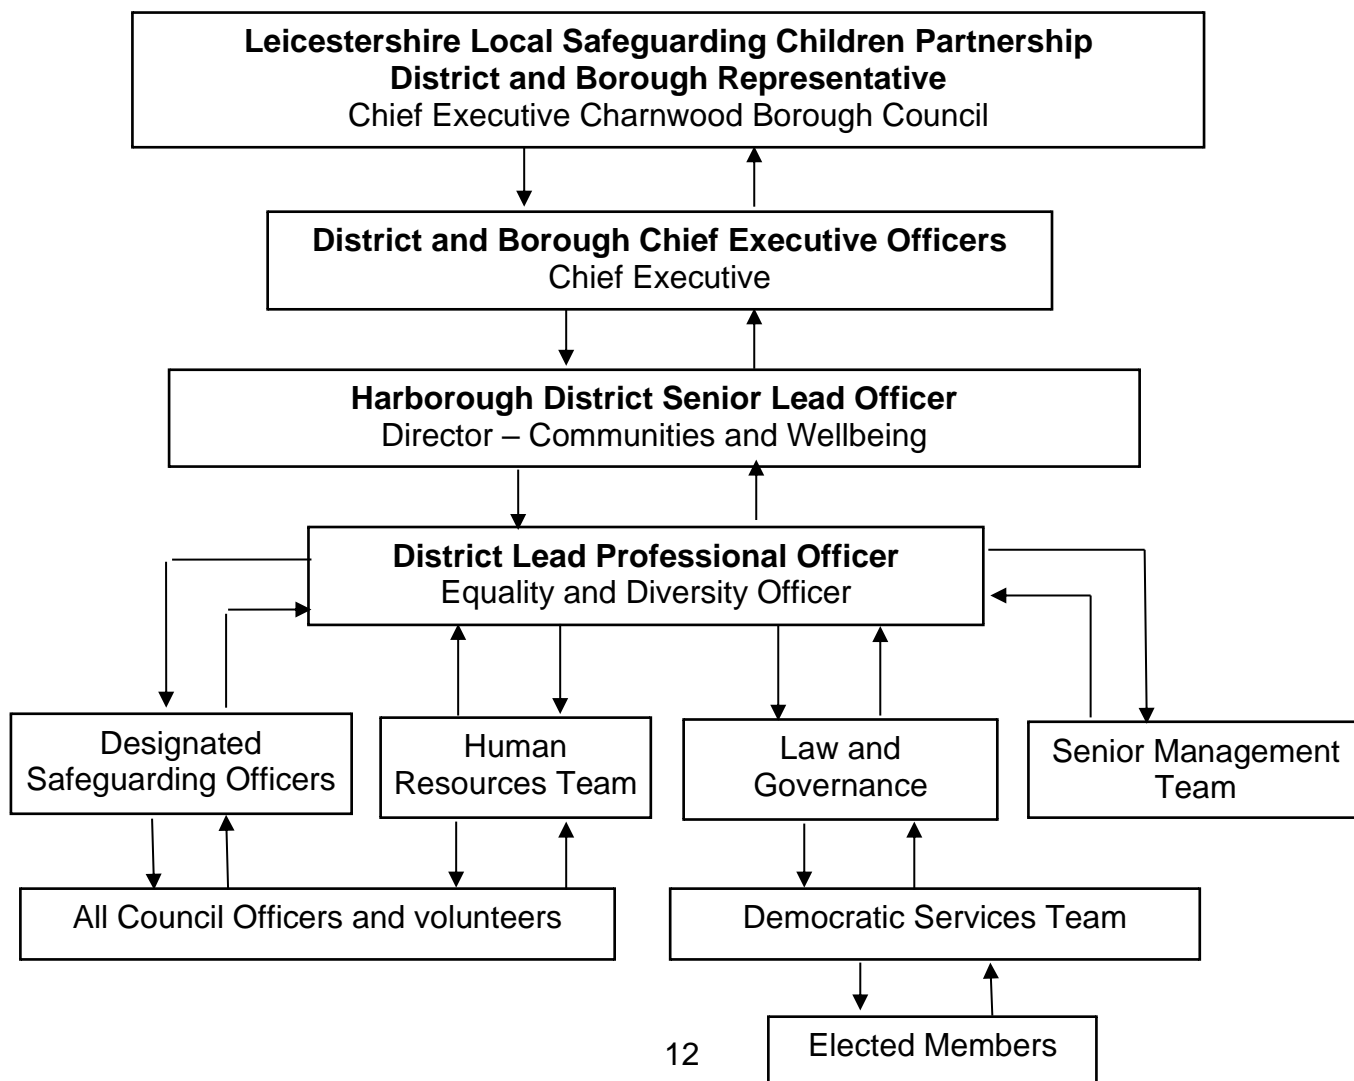 Leicestershire Local Safeguarding Children Partnership
District and Borough Representative
Chief Executive Charnwood Borough Council
District and Borough Chief Executive Officers
Chief Executive
Harborough District Senior Lead Officer
Director – Communities and Wellbeing
District Lead Professional Officer
Equality and Diversity Officer
Designated
Safeguarding Officers
Human
Resources Team
Law and
Governance
Senior Management
Team
All Council Officers and volunteers
Democratic Services Team
Elected Members
12